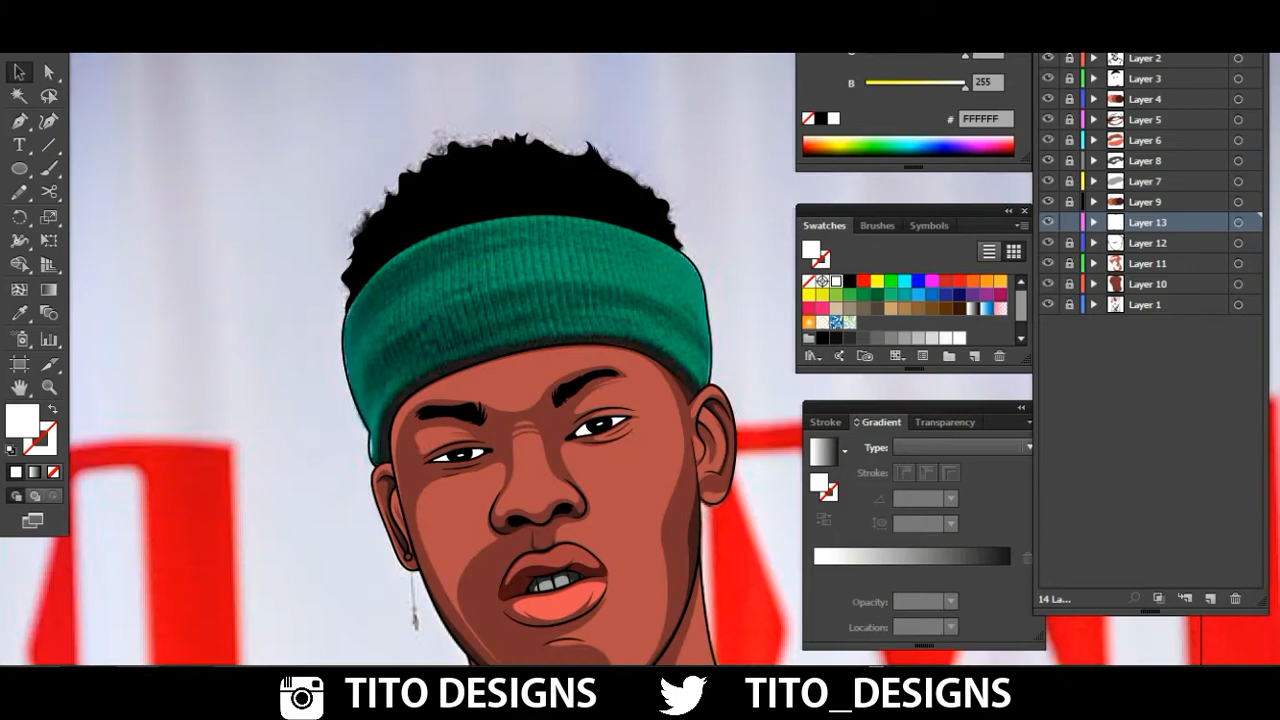 Layer 2
Layer 3
B
255
Layer 4
# FFFFFF
Layer 5
Layer 6
Layer 8
Layer 7
Layer 9
Swatches Brushes Symbols
Layer 13
Layer 12
Layer 11
Layer 10
Layer 1
T
Stroke Gradient Transparency
Type:
Stroke:
Opacity:
14 La...
Location:
TITO DESIGNS TITO_DESIGNS